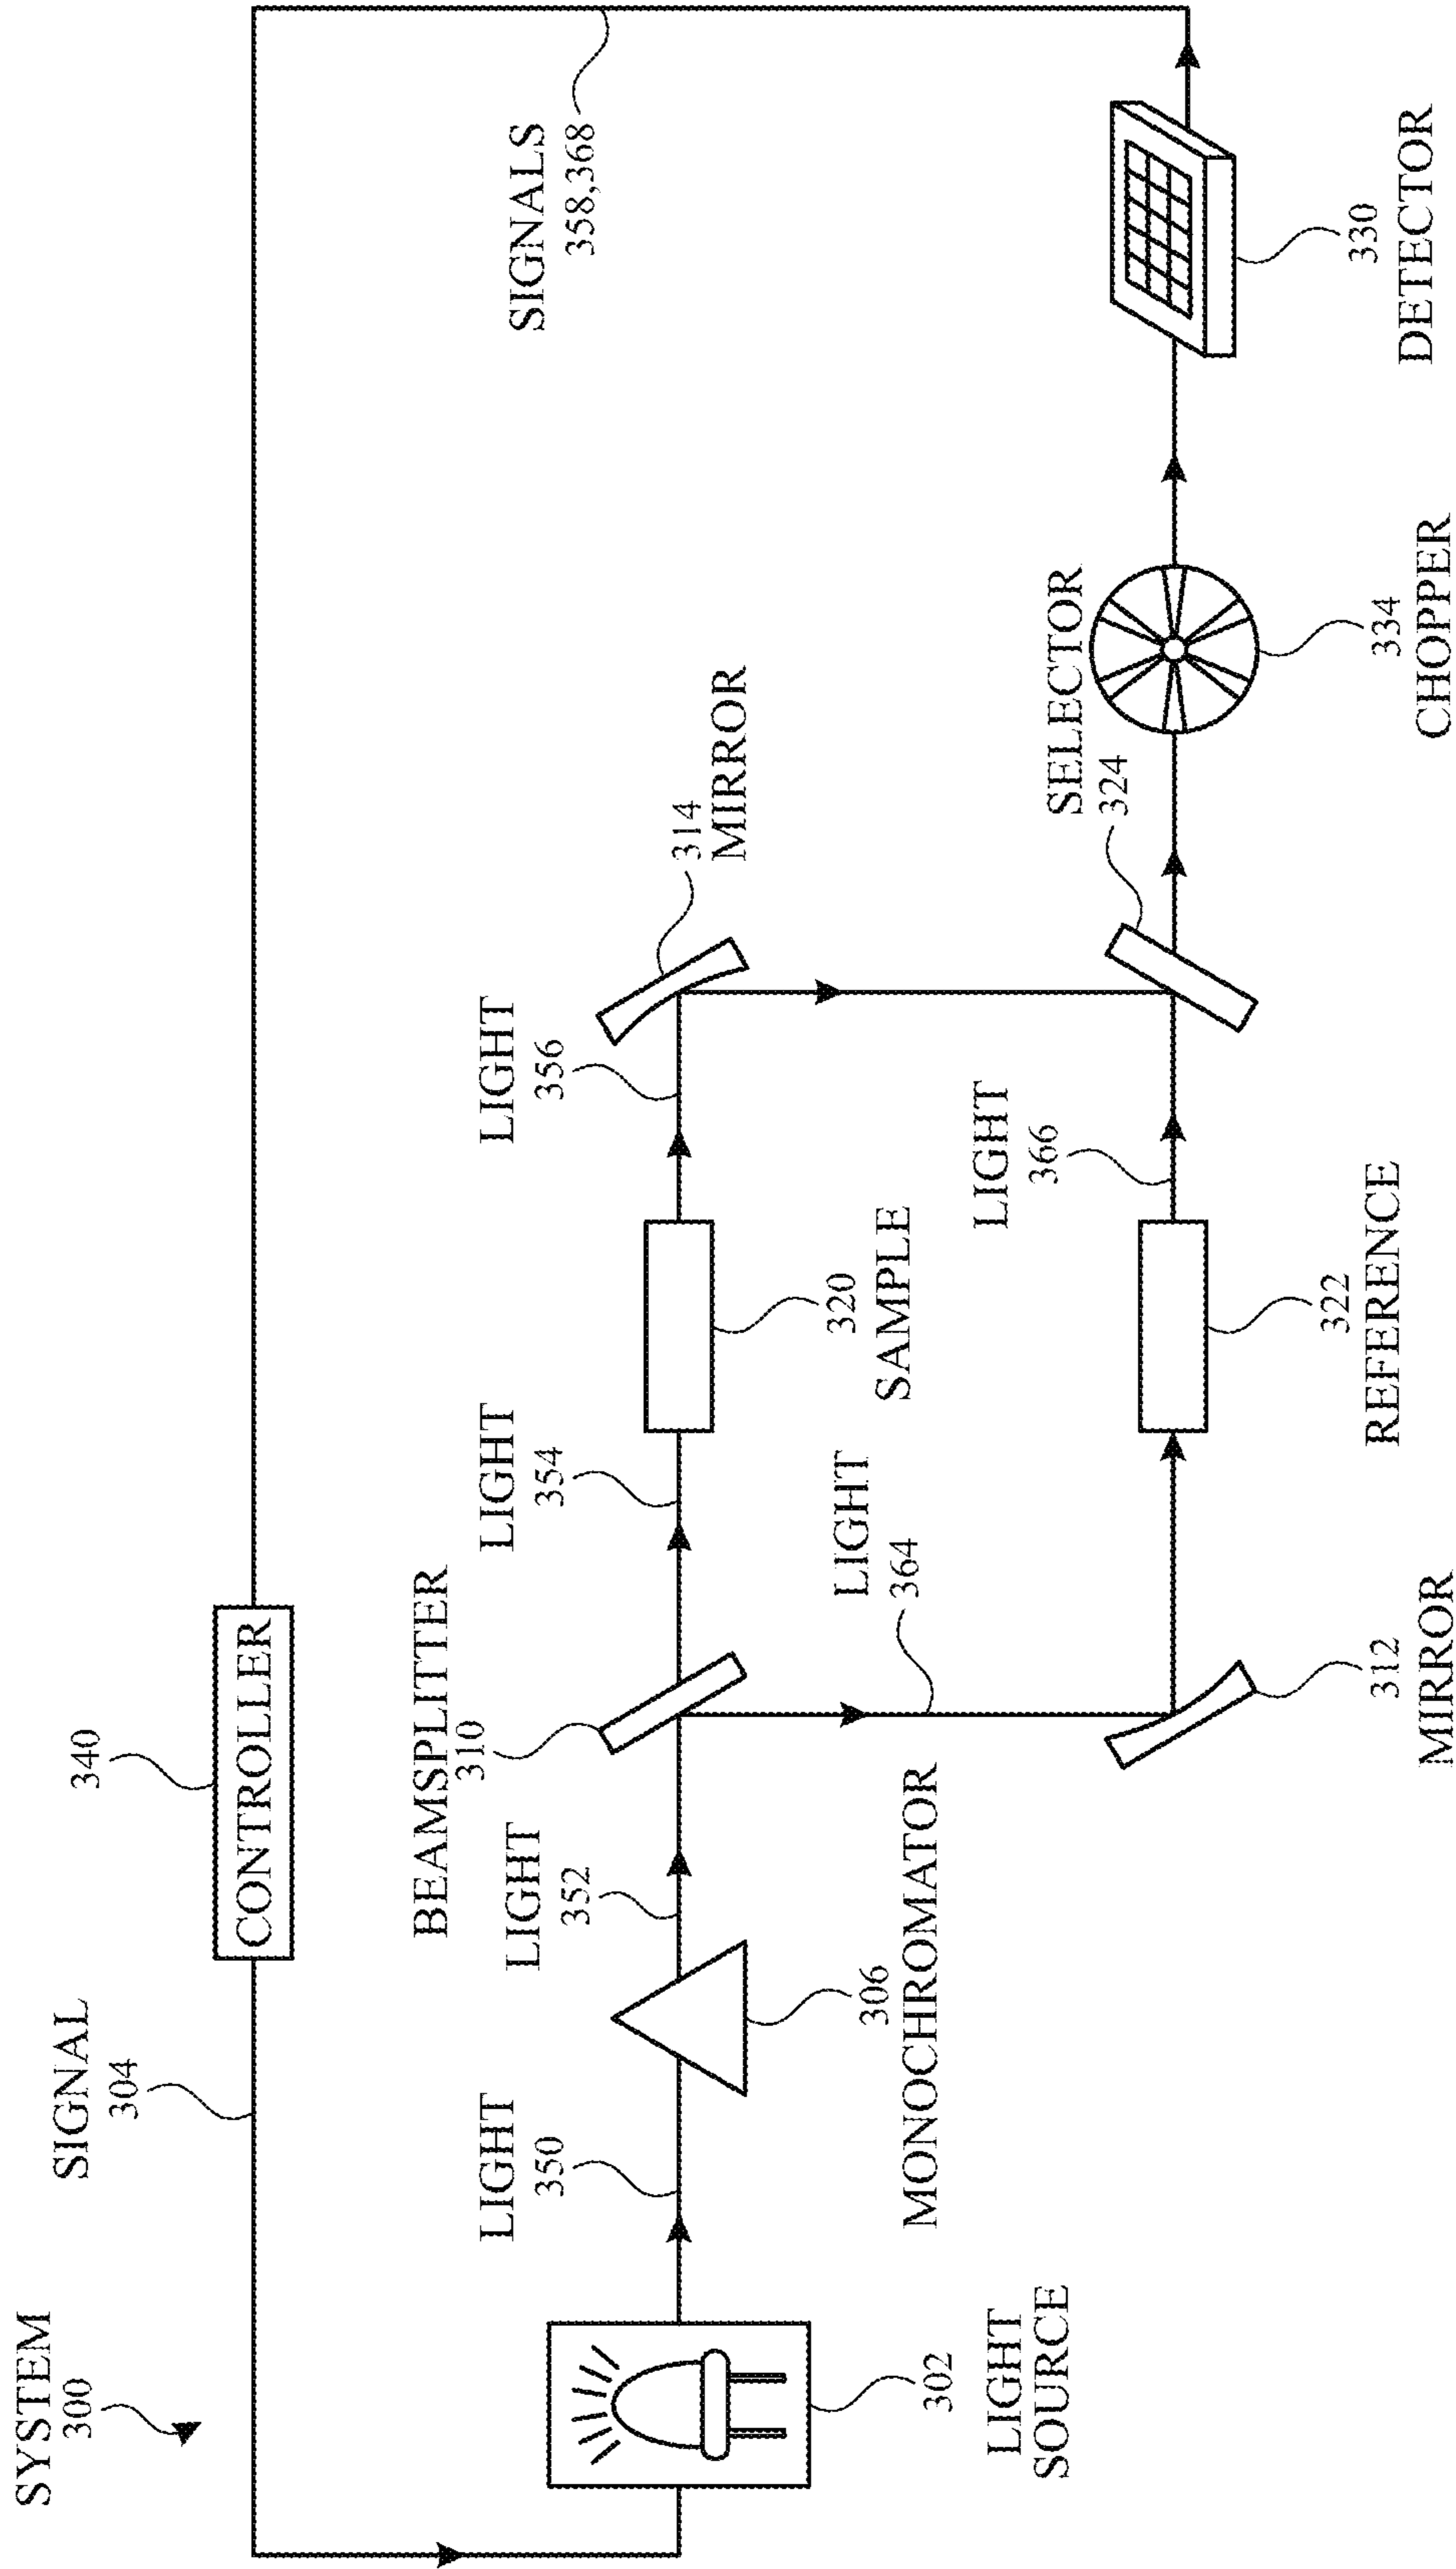 SYSTEM
300
SIGNAL
304
340
CONTROLLER
SIGNALS
358,368
LIGHT
SOURCE
302
LIGHT
350
MONOCHROMATOR
306
LIGHT
352
BEAMSPLITTER
310
LIGHT
354
LIGHT
364
SAMPLE
320
LIGHT
356
314
MIRROR
MIRROR
312
REFERENCE
322
LIGHT
366
SELECTOR
324
334
CHOPPER
330
DETECTOR